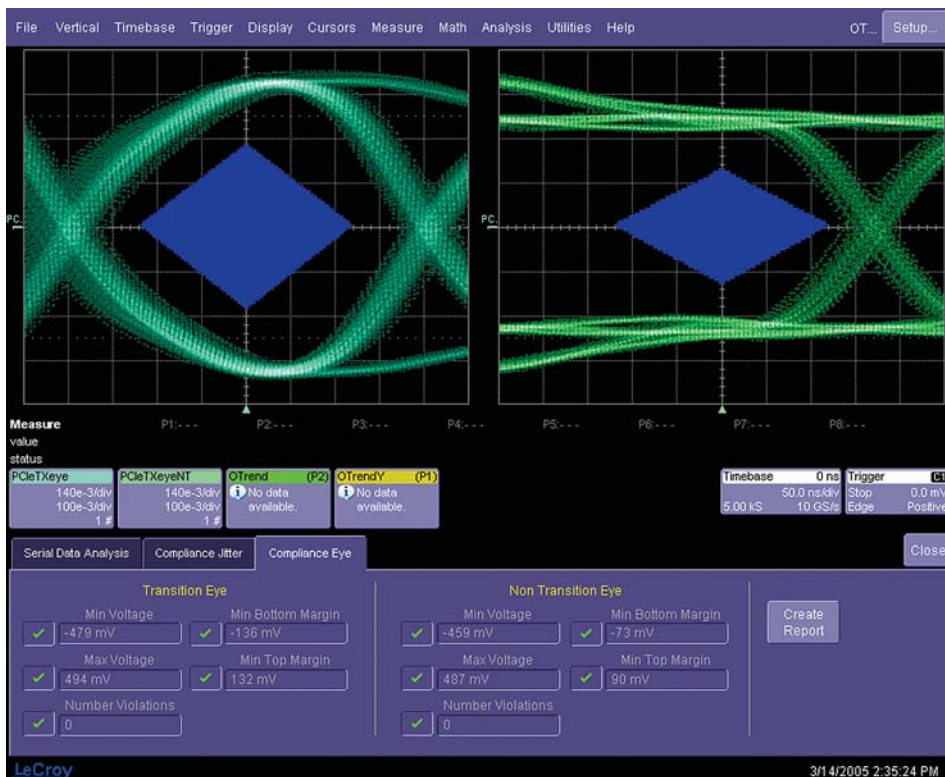 File Vertical Timebase Trigger Display Cursors Measure Math Analysis Utilities Help OT... Setup...
PC. PC.
1 1
Measure P1:- - - P2:- - - P3:- - - P4:- - - P5:- - - P6:- - - P7:- - - P8:- - -
value
status
PCIeTXeye PCIeTXeyeNT OTrend (P2) OTrendY (P1) Timebase 0 ns Trigger C1
140e-3/div 140e-3/div No data No data 50.0 ns/div Stop 0.0 mV
100e-3/div 100e-3/div available. available. 5.00 kS 10 GS/s Edge Positive
1 # 1 #
Serial Data Analysis Compliance Jitter Compliance Eye Close
Transition Eye Non Transition Eye
Min Voltage Min Bottom Margin Min Voltage Min Bottom Margin Create
-479 mV -136 mV -459 mV -73 mV Report
Max Voltage Min Top Margin Max Voltage Min Top Margin
494 mV 132 mV 487 mV 90 mV
Number Violations Number Violations
0 0
LeCroy 3/14/2005 2:35:24 PM